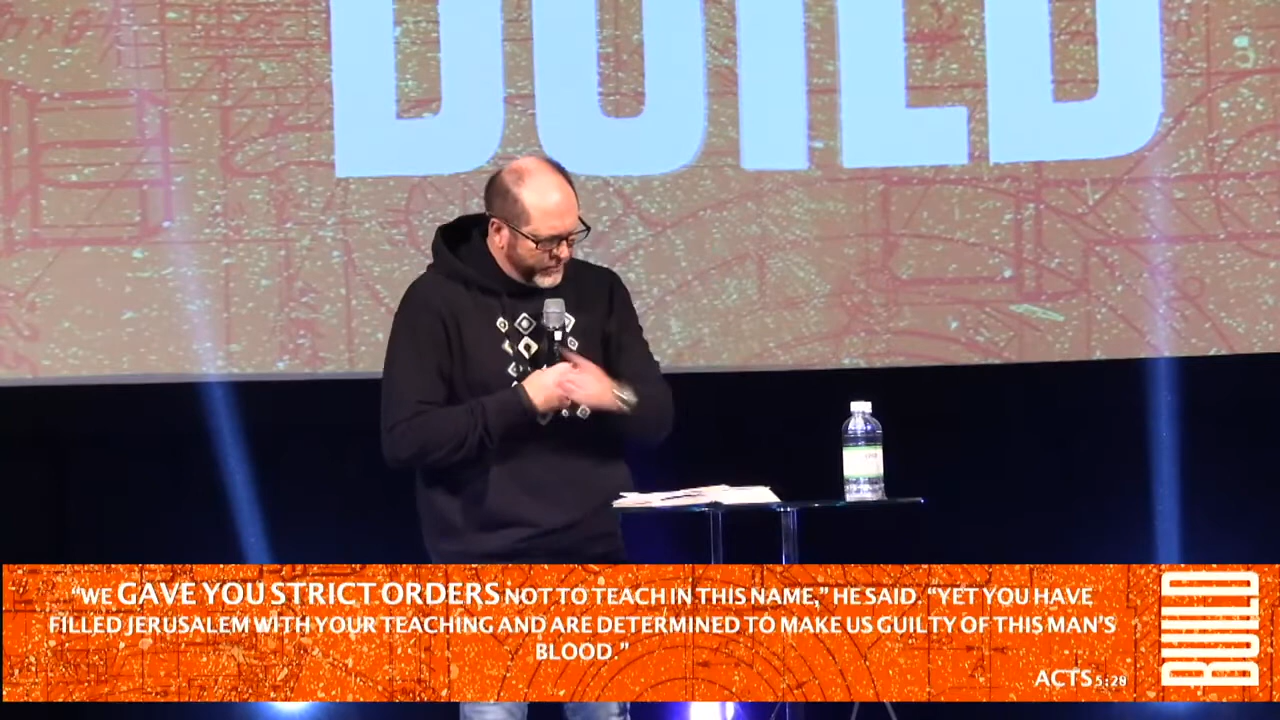 BUILD
“WE GAVE YOU STRICT ORDERS NOT TO TEACH IN THIS NAME,” HE SAID. “YET YOU HAVE
FILLED JERUSALEM WITH YOUR TEACHING AND ARE DETERMINED TO MAKE US GUILTY OF THIS MAN’S
BLOOD.”
ACTS 5:28
BUILD